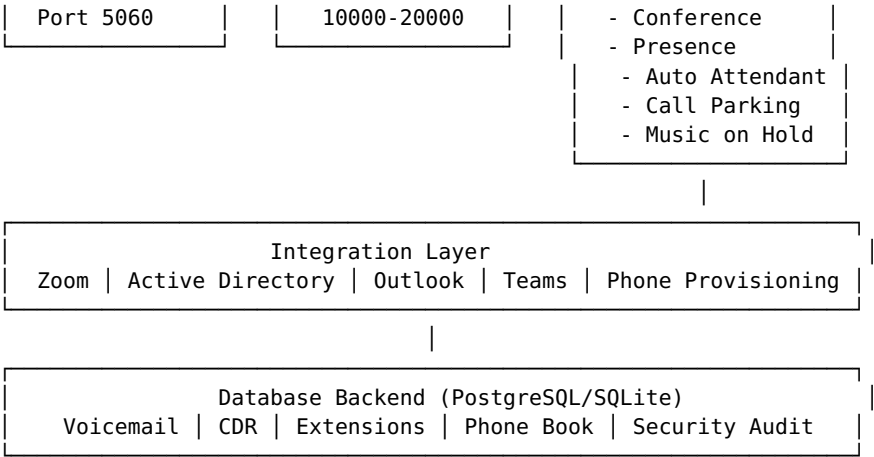 Port 5060 10000-20000 - Conference
- Presence
- Auto Attendant
- Call Parking
- Music on Hold
Integration Layer
Zoom | Active Directory | Outlook | Teams | Phone Provisioning
Database Backend (PostgreSQL/SQLite)
Voicemail | CDR | Extensions | Phone Book | Security Audit